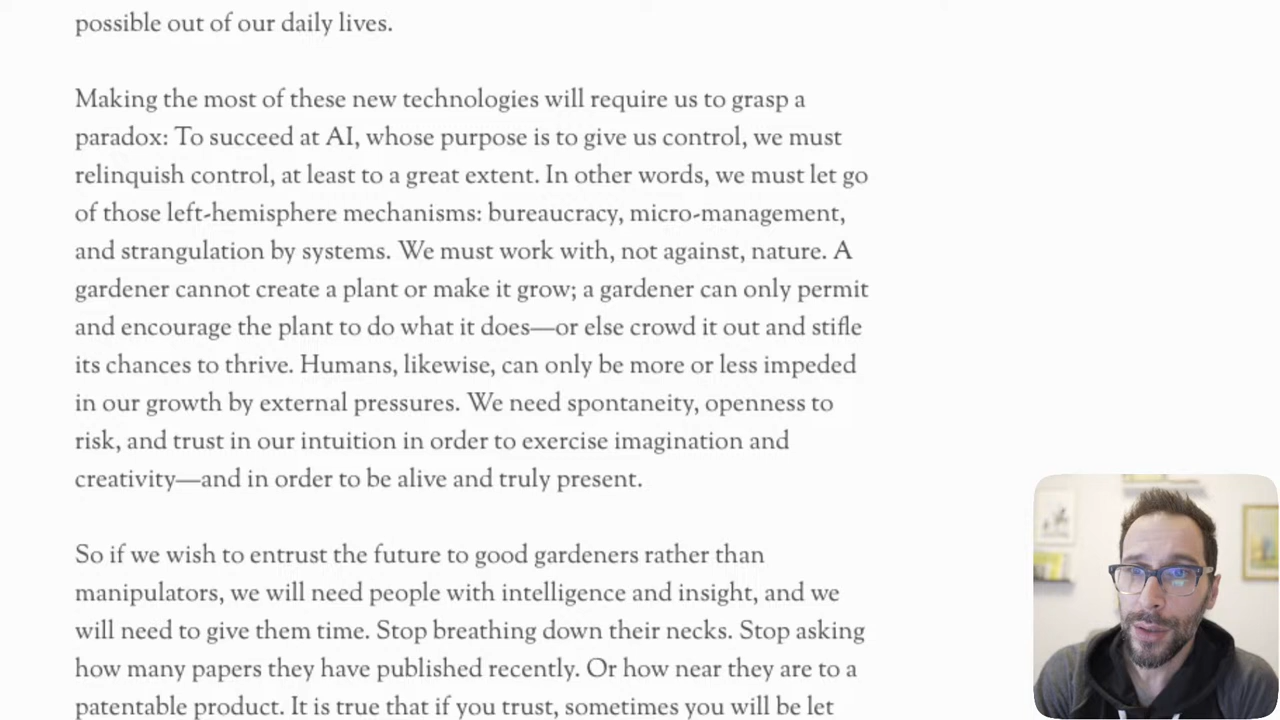 possible out of our daily lives.
Making the most of these new technologies will require us to grasp a
paradox: To succeed at AI, whose purpose is to give us control, we must
relinquish control, at least to a great extent. In other words, we must let go
of those left-hemisphere mechanisms: bureaucracy, micro-management,
and strangulation by systems. We must work with, not against, nature. A
gardener cannot create a plant or make it grow; a gardener can only permit
and encourage the plant to do what it does—or else crowd it out and stifle
its chances to thrive. Humans, likewise, can only be more or less impeded
in our growth by external pressures. We need spontaneity, openness to
risk, and trust in our intuition in order to exercise imagination and
creativity—and in order to be alive and truly present.
So if we wish to entrust the future to good gardeners rather than
manipulators, we will need people with intelligence and insight, and we
will need to give them time. Stop breathing down their necks. Stop asking
how many papers they have published recently. Or how near they are to a
patentable product. It is true that if you trust, sometimes you will be let